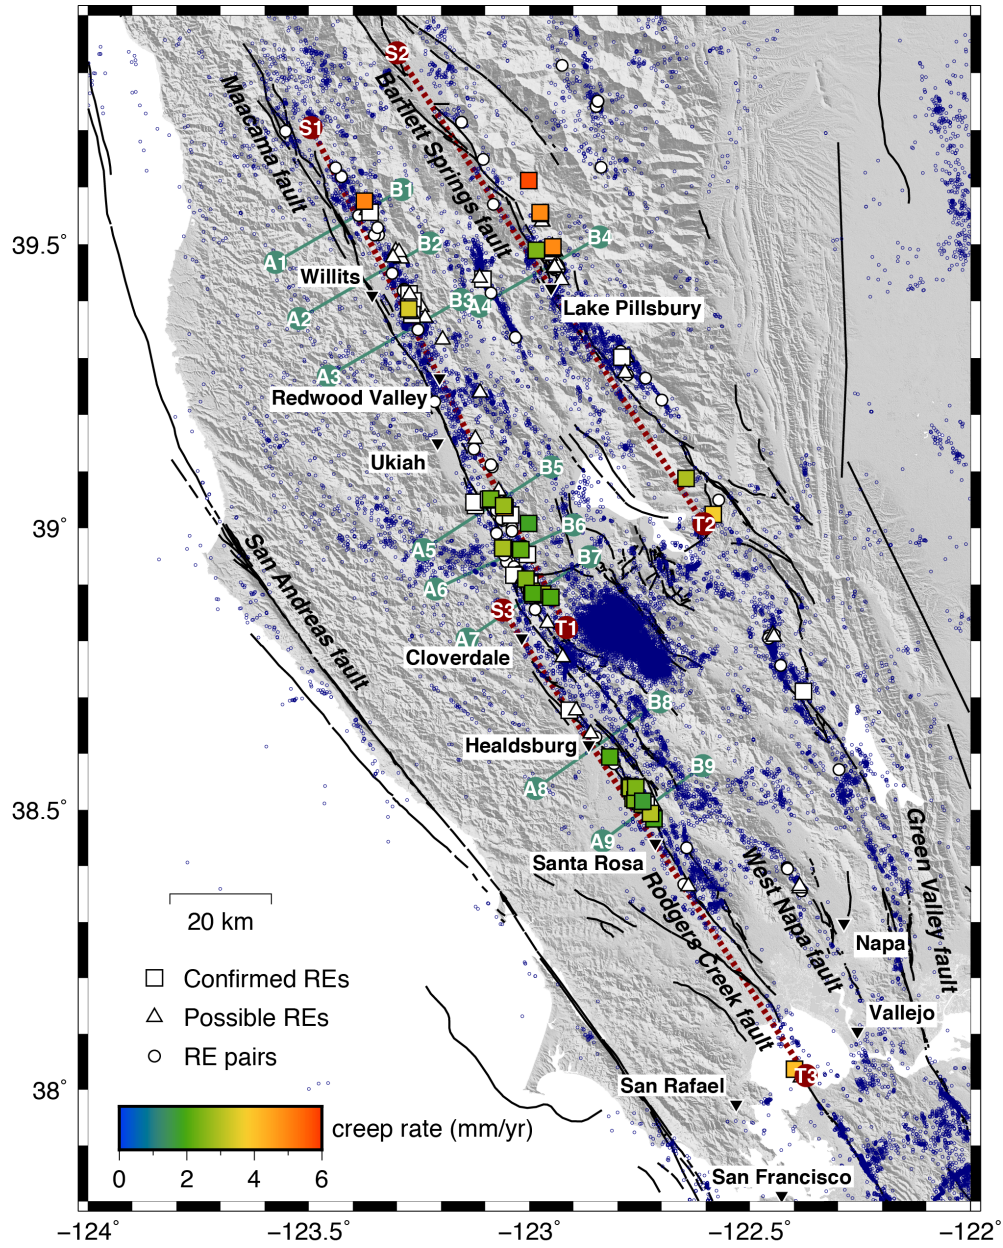 S2
Bartlett Springs fault
Maacama fault
S1
B1
39.5°
A1
B2
B4
Willits
A2
B3
A4
Lake Pillsbury
A3
Redwood Valley
Ukiah
B5
39°
A5
B6
T2
San Andreas fault
A6
B7
S3
T1
A7
Cloverdale
B8
Healdsburg
A8
B9
38.5°
A9
Santa Rosa
Rodgers Creek fault
West Napa fault
Green Valley fault
Napa
20 km
Confirmed REs
Possible REs
RE pairs
Vallejo
38°
T3
San Rafael
creep rate (mm/yr)
0 2 4 6
San Francisco
−124° −123.5° −123° −122.5° −122°